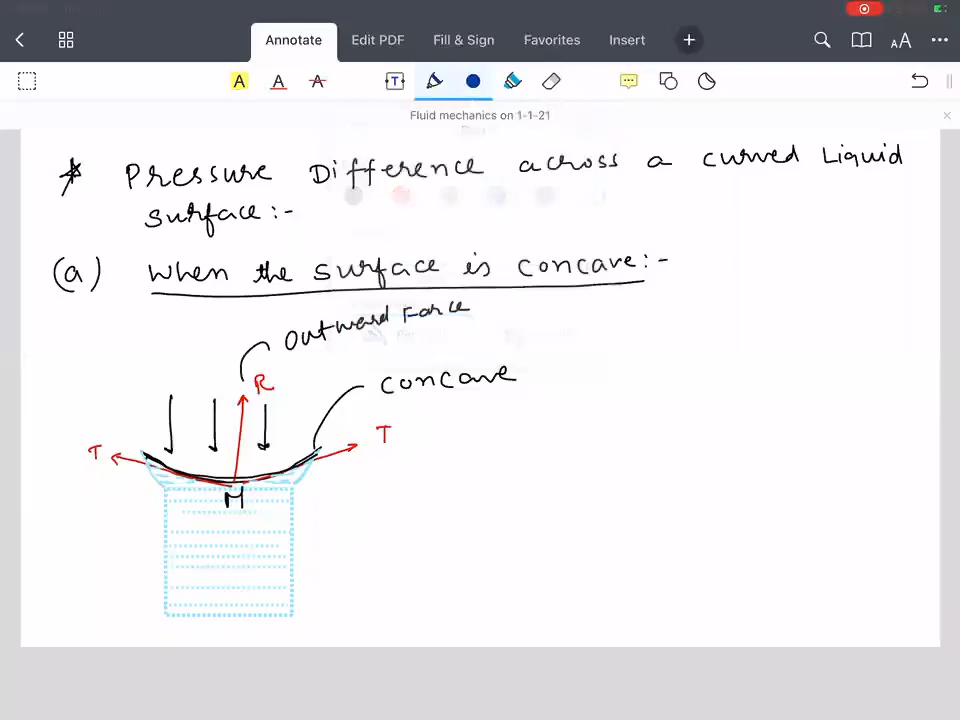 Annotate Edit PDF Fill & Sign Favorites Insert
Fluid mechanics on 1-1-21
* Pressure Difference across a curved Liquid
surface:-
(a) When the surface is concave:-
outward Force
R
concave
T T
M